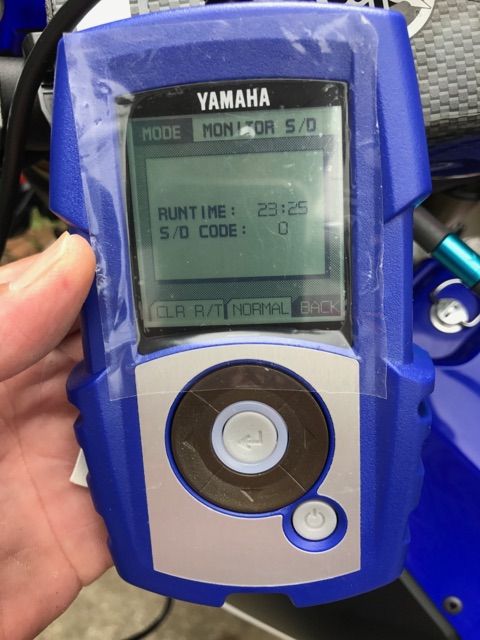 YAMAHA
MODE MONITOR S/D
RUNTIME: 23:25
S/D CODE: 0
CLR R/T NORMAL BACK